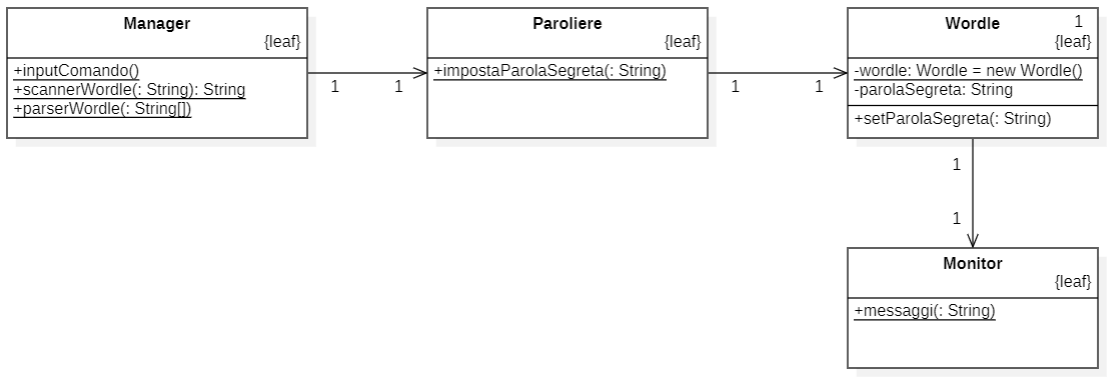 Manager
{leaf}
+inputComando()
+scannerWordle(: String): String
+parserWordle(: String[])
1
1
Paroliere
{leaf}
+impostaParolaSegreta(: String)
1
1
Wordle
1
{leaf}
-wordle: Wordle = new Wordle()
-parolaSegreta: String
+setParolaSegreta(: String)
1
1
Monitor
{leaf}
+messaggi(: String)